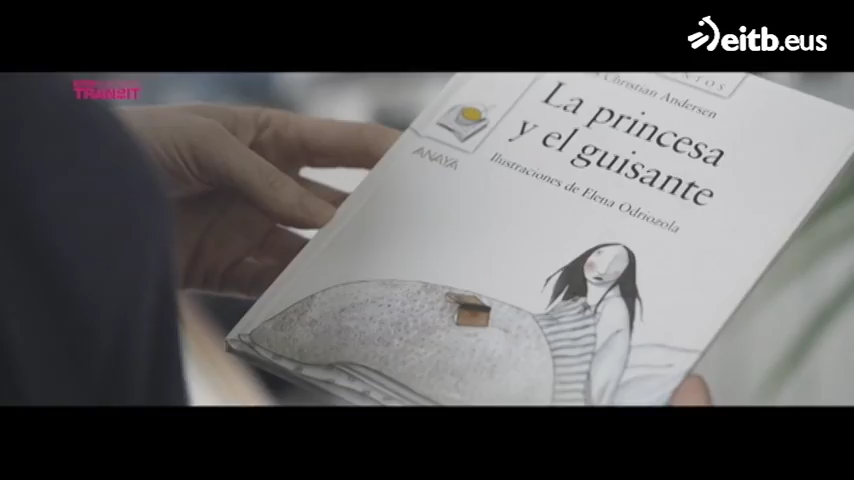 eitb.eus
TRANSIT
Christian Andersen
La princesa
y el guisante
ANAYA
Ilustraciones de Elena Odriozola